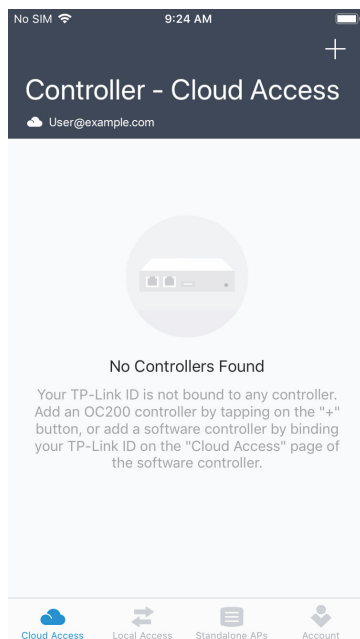 No SIM 9:24 AM
Controller - Cloud Access
User@example.com
No Controllers Found
Your TP-Link ID is not bound to any controller.
Add an OC200 controller by tapping on the "+"
button, or add a software controller by binding
your TP-Link ID on the "Cloud Access" page of
the software controller.
Cloud Access Local Access Standalone APs Account